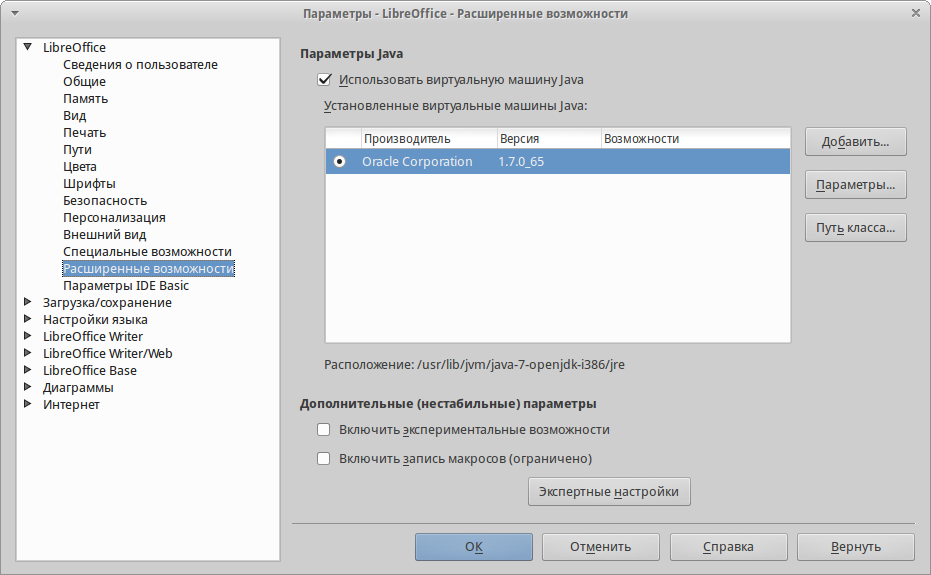 Параметры - LibreOffice - Расширенные возможности
LibreOffice
Сведения о пользователе
Общие
Память
Вид
Печать
Пути
Цвета
Шрифты
Безопасность
Персонализация
Внешний вид
Специальные возможности
Расширенные возможности
Параметры IDE Basic
Загрузка/сохранение
Настройки языка
LibreOffice Writer
LibreOffice Writer/Web
LibreOffice Base
Диаграммы
Интернет
Параметры Java
Использовать виртуальную машину Java
Установленные виртуальные машины Java:
Производитель Версия Возможности
Oracle Corporation 1.7.0_65
Добавить...
Параметры...
Путь класса...
Расположение: /usr/lib/jvm/java-7-openjdk-i386/jre
Дополнительные (нестабильные) параметры
Включить экспериментальные возможности
Включить запись макросов (ограничено)
Экспертные настройки
OK Отменить Справка Вернуть